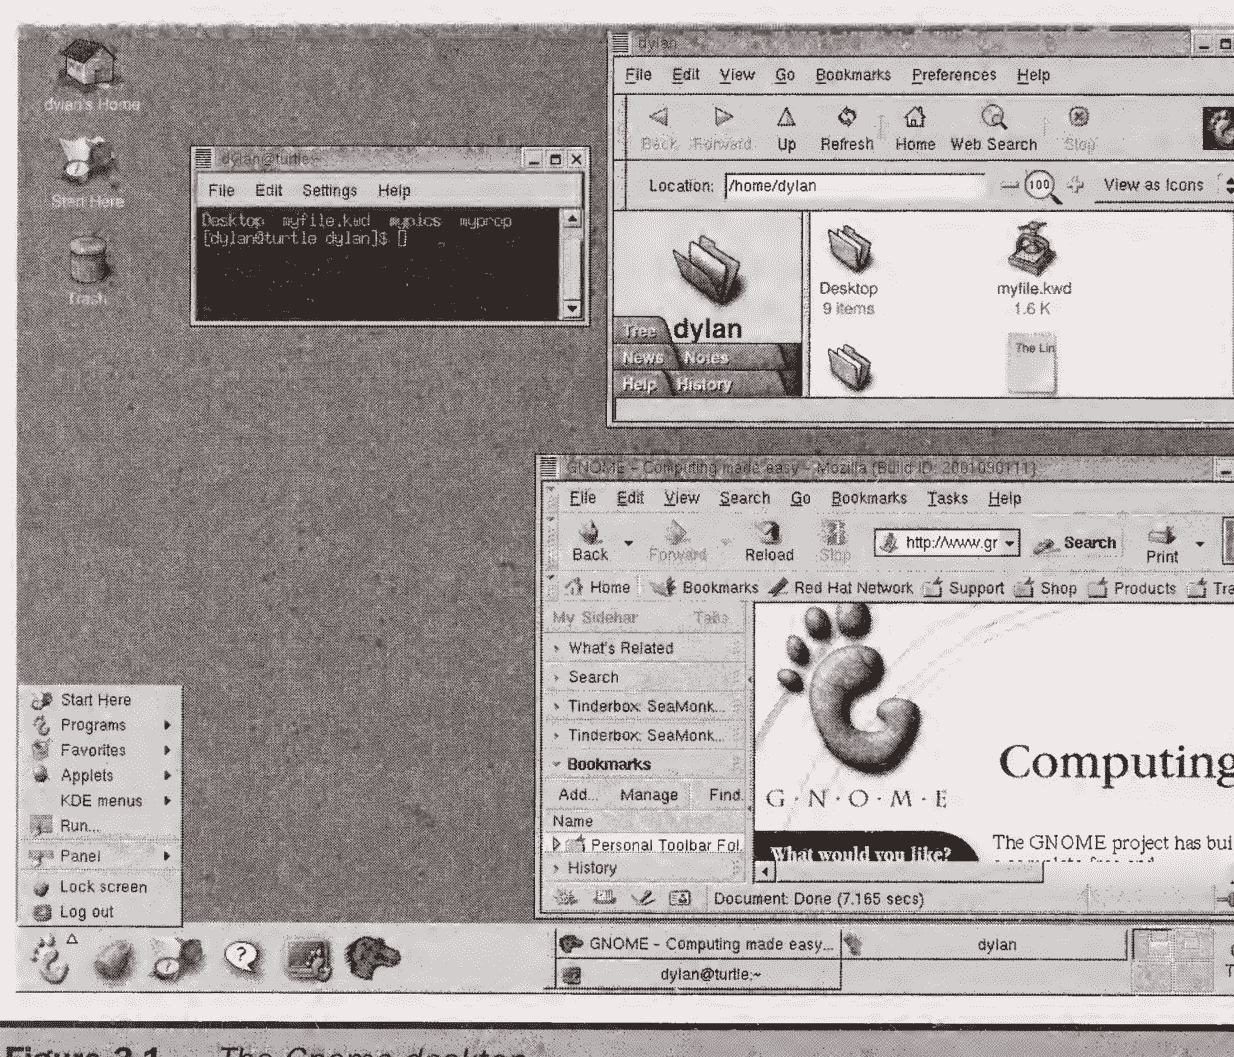 dylan's Home
Start Here
Trash
dylan@turtle:~
File Edit Settings Help
Desktop myfile.kwd mypics myprop
[dylan@turtle dylan]$
dylan
File Edit View Go Bookmarks Preferences Help
Back Forward Up Refresh Home Web Search Stop
Location: /home/dylan 100 View as Icons
Desktop
9 items
myfile.kwd
1.6 K
The Lin
dylan
Tree
News Notes
Help History
GNOME - Computing made easy - Mozilla {Build ID: 2001090111}
File Edit View Search Go Bookmarks Tasks Help
Back Forward Reload Stop http://www.gr Search Print
Home Bookmarks Red Hat Network Support Shop Products Tra
My Sidebar Tabs
What's Related
Search
Tinderbox: SeaMonk...
Tinderbox: SeaMonk...
Bookmarks
Add... Manage Find.
Name
Personal Toolbar Fol
History
G·N·O·M·E
Computing
What would you like?
The GNOME project has bui
Document: Done (7.165 secs)
Start Here
Programs
Favorites
Applets
KDE menus
Run...
Panel
Lock screen
Log out
GNOME - Computing made easy...
dylan
dylan@turtle:~
The Gnome desktop